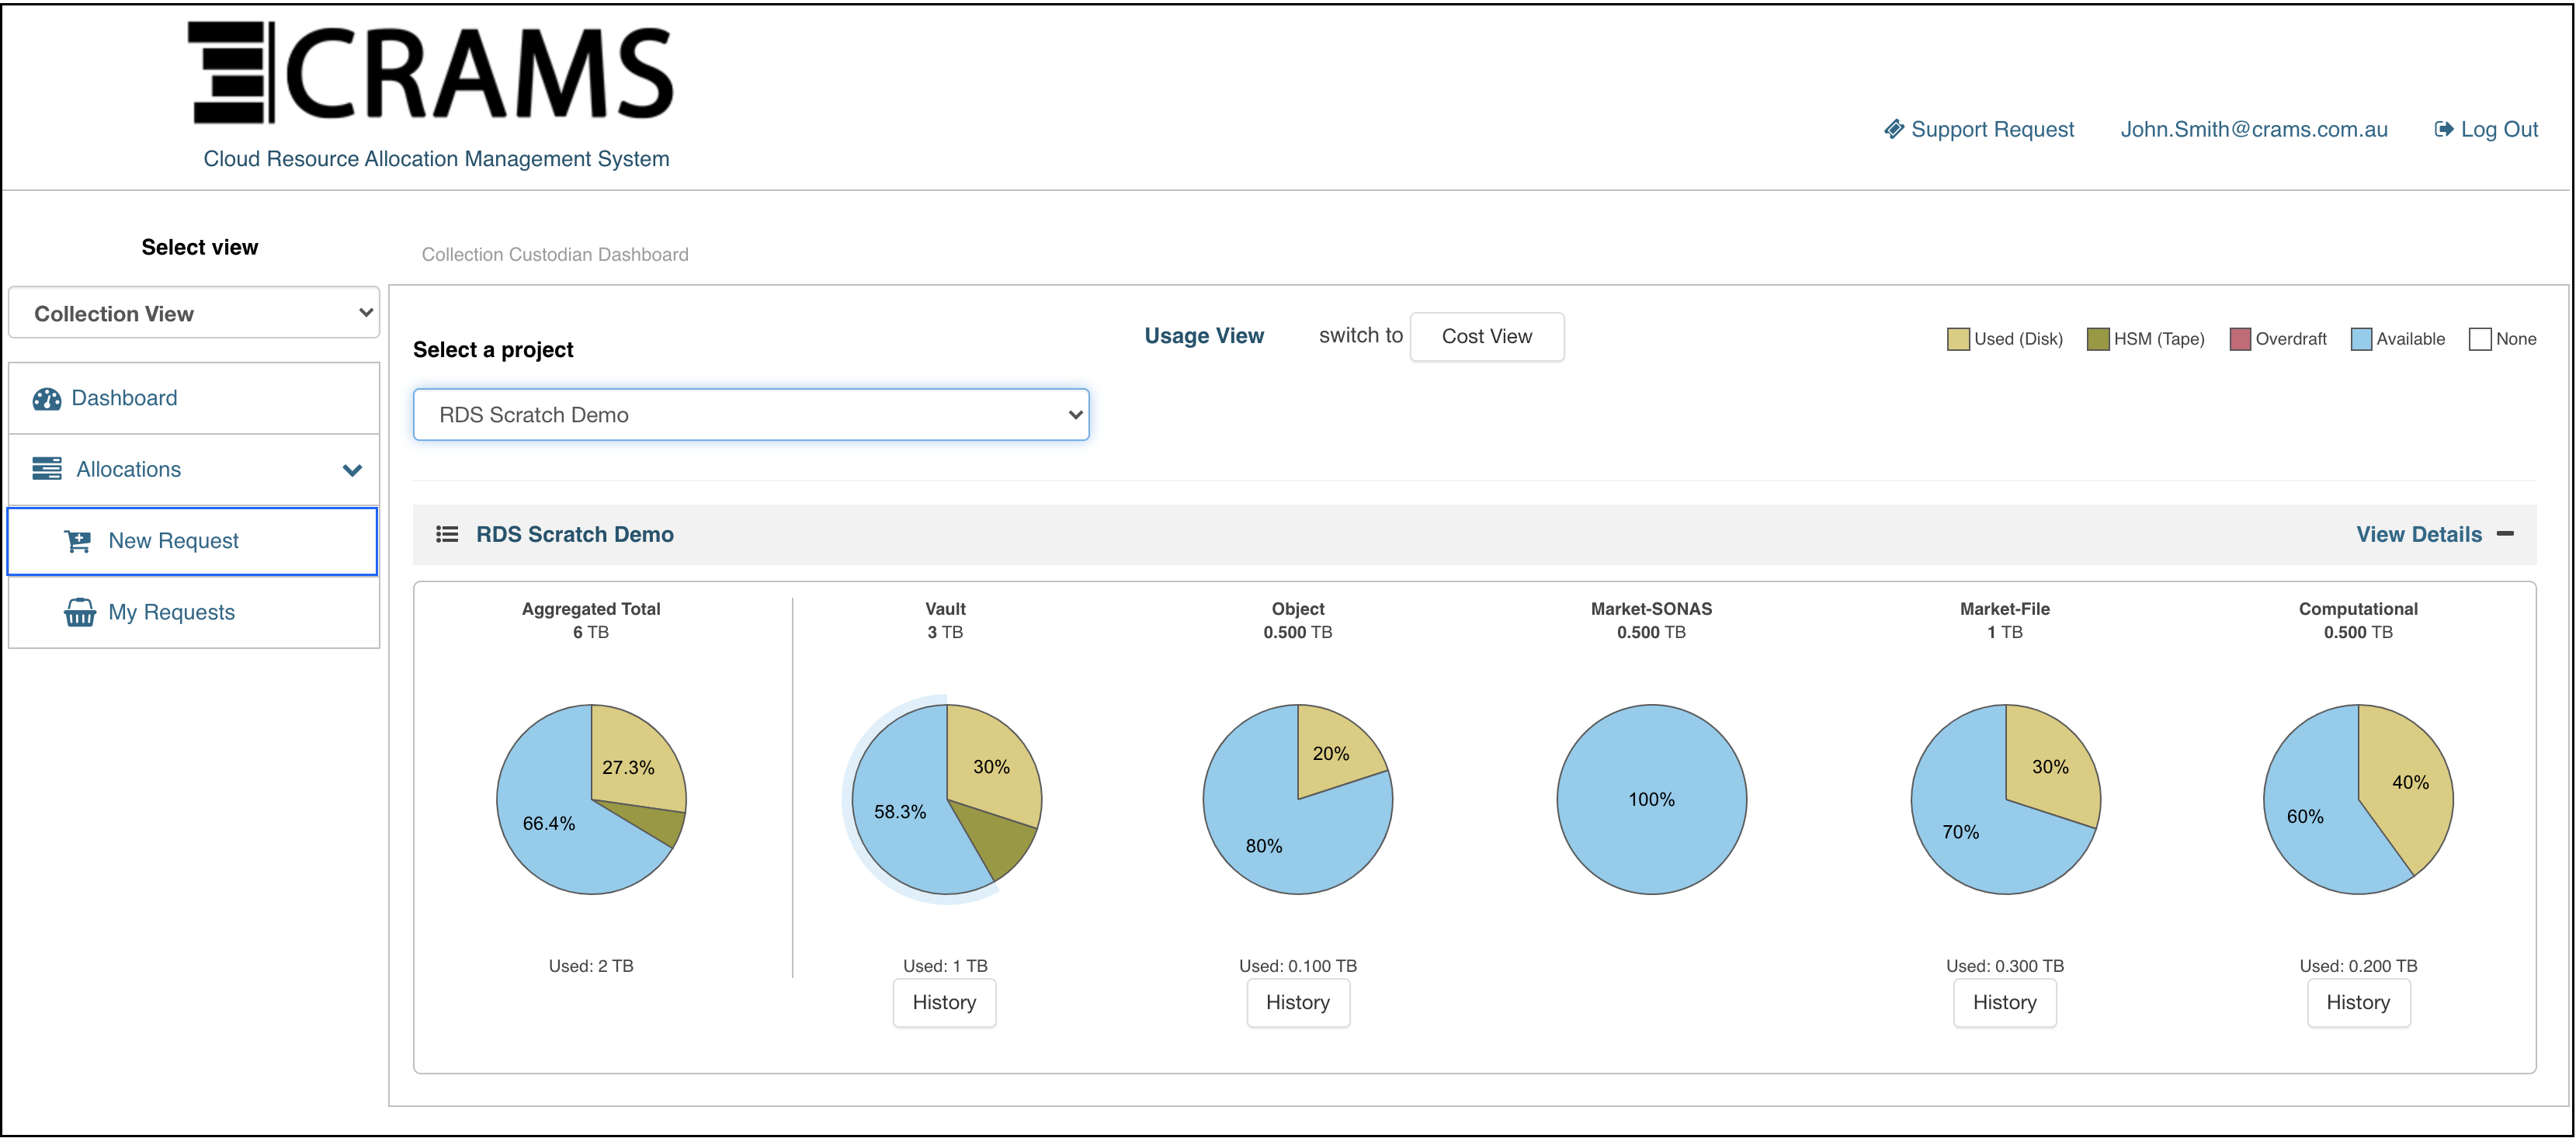 CRAMS
Cloud Resource Allocation Management System
Support Request
John.Smith@crams.com.au
Log Out
Select view
Collection Custodian Dashboard
Collection View
Dashboard
Allocations
New Request
My Requests
Select a project
Usage View
switch to
Cost View
Used (Disk)
HSM (Tape)
Overdraft
Available
None
RDS Scratch Demo
RDS Scratch Demo
View Details
Aggregated Total
6 TB
27.3%
66.4%
Used: 2 TB
Vault
3 TB
30%
58.3%
Used: 1 TB
History
Object
0.500 TB
20%
80%
Used: 0.100 TB
History
Market-SONAS
0.500 TB
100%
Market-File
1 TB
30%
70%
Used: 0.300 TB
History
Computational
0.500 TB
40%
60%
Used: 0.200 TB
History